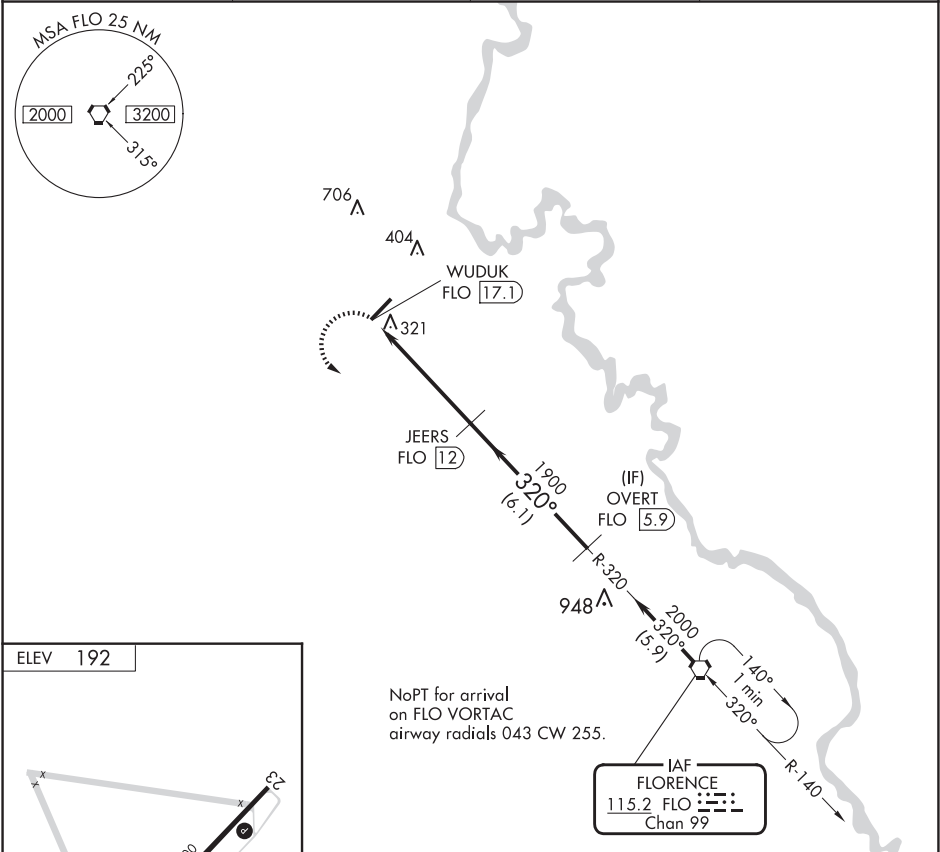 MSA FLO 25 NM
225°
2000
3200
315°
706
404
WUDUK
FLO 17.1
321
JEERS
FLO 12
1900
320°
(6.1)
(IF)
OVERT
FLO 5.9
R-320
948
2000
320°
(5.9)
140°
1 min
320°
R-140
NoPT for arrival
on FLO VORTAC
airway radials 043 CW 255.
IAF
FLORENCE
115.2 FLO
Chan 99
ELEV 192
x
x
x
23
P